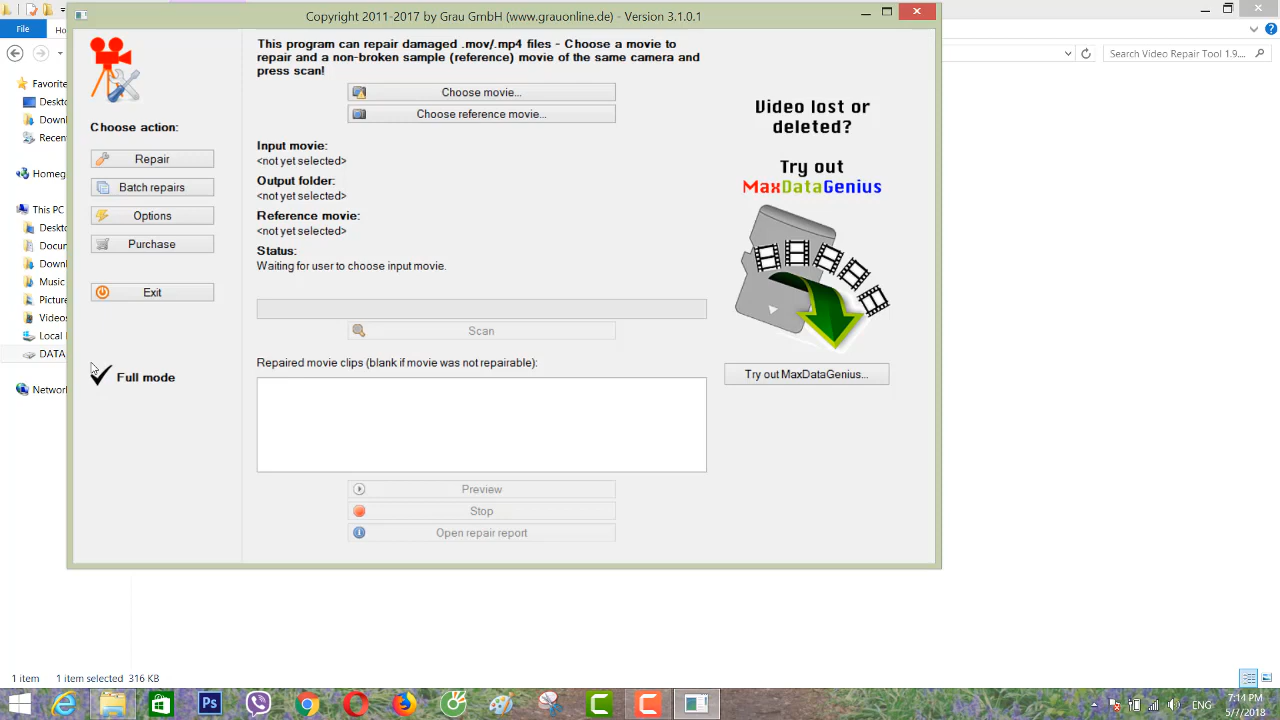 Copyright 2011-2017 by Grau GmbH (www.grauonline.de) - Version 3.1.0.1
File
Search Video Repair Tool 1.9....
Favorite
Deskto
Downl
Recen
Homeg
This PC
Deskto
Docum
Downl
Music
Picture
Videos
Local
DATA
Networ
Choose action:
Repair
Batch repairs
Options
Purchase
Exit
Full mode
This program can repair damaged .mov/.mp4 files - Choose a movie to
repair and a non-broken sample (reference) movie of the same camera and
press scan!
Choose movie...
Choose reference movie...
Input movie:
<not yet selected>
Output folder:
<not yet selected>
Reference movie:
<not yet selected>
Status:
Waiting for user to choose input movie.
Scan
Repaired movie clips (blank if movie was not repairable):
Preview
Stop
Open repair report
Video lost or
deleted?
Try out
MaxDataGenius
Try out MaxDataGenius...
1 item 1 item selected 316 KB
Ps
ENG
7:14 PM
5/7/2018